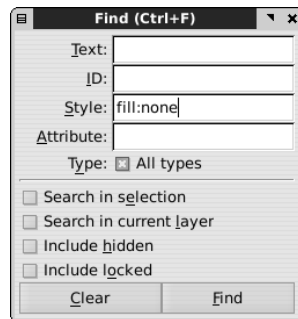 Find (Ctrl+F)
Text:
ID:
Style: fill:none
Attribute:
Type: All types
Search in selection
Search in current layer
Include hidden
Include locked
Clear Find